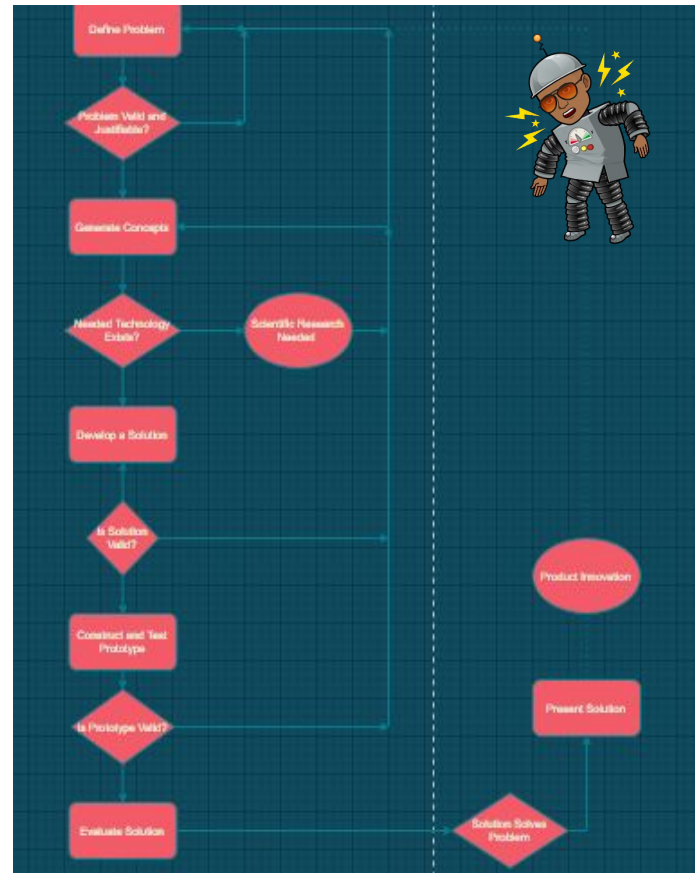 Define Problem
Problem Valid and
Justifiable?
Generate Concepts
Needed Technology
Exists?
Scientific Research
Needed
Develop a Solution
Is Solution
Valid?
Construct and Test
Prototype
Is Prototype Valid?
Evaluate Solution
Product Innovation
Present Solution
Solution Solves
Problem